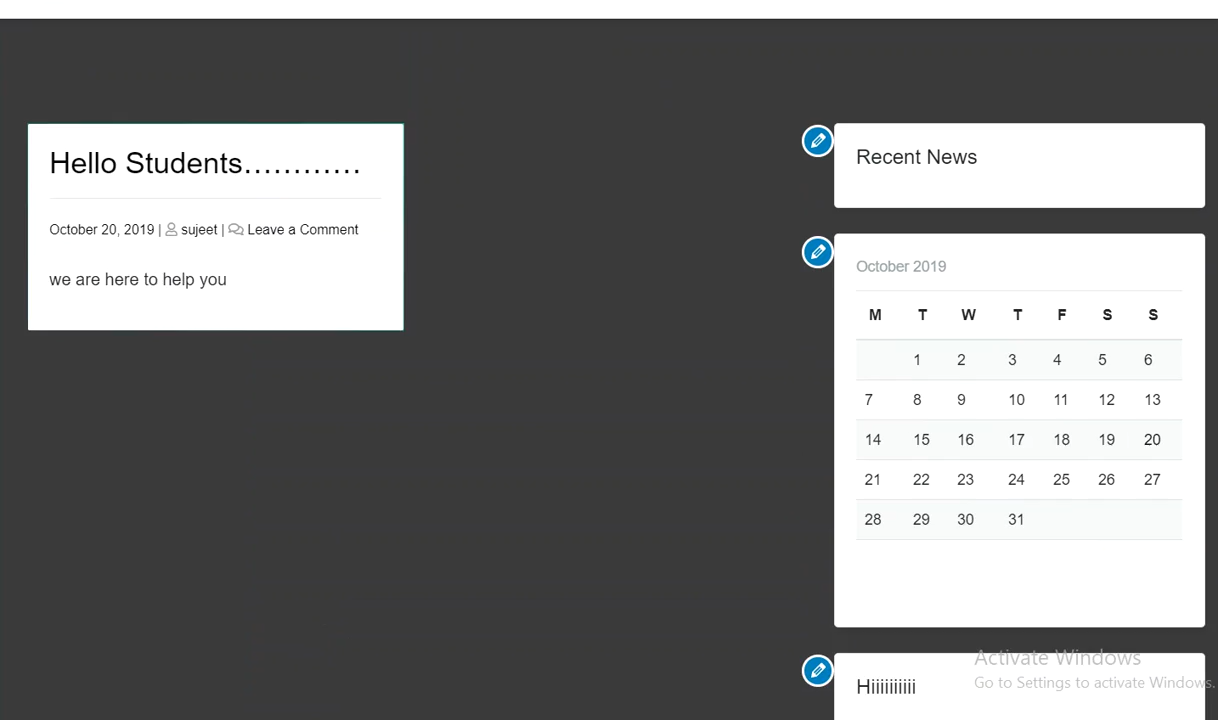 Hello Students…………
October 20, 2019 | sujeet | Leave a Comment
we are here to help you
Recent News
October 2019
M T W T F S S
1 2 3 4 5 6
7 8 9 10 11 12 13
14 15 16 17 18 19 20
21 22 23 24 25 26 27
28 29 30 31
Hiiiiiiiiii
Activate Windows
Go to Settings to activate Windows.